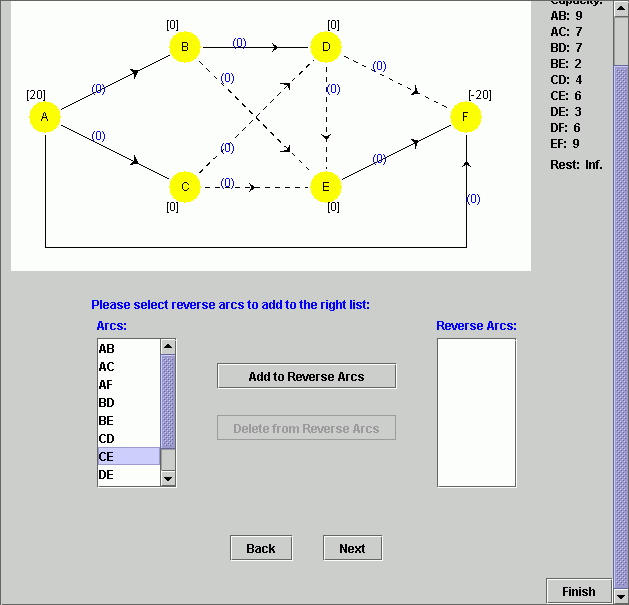 Capacity:
AB: 9
AC: 7
BD: 7
BE: 2
CD: 4
CE: 6
DE: 3
DF: 6
EF: 9
Rest: Inf.
[0]
[0]
B
(0)
D
(0)
(0)
(0)
(0)
[20]
[-20]
A
F
(0)
(0)
(0)
C
(0)
E
(0)
[0]
[0]
Please select reverse arcs to add to the right list:
Arcs:
Reverse Arcs:
AB
AC
AF
BD
BE
CD
CE
DE
Add to Reverse Arcs
Delete from Reverse Arcs
Back
Next
Finish